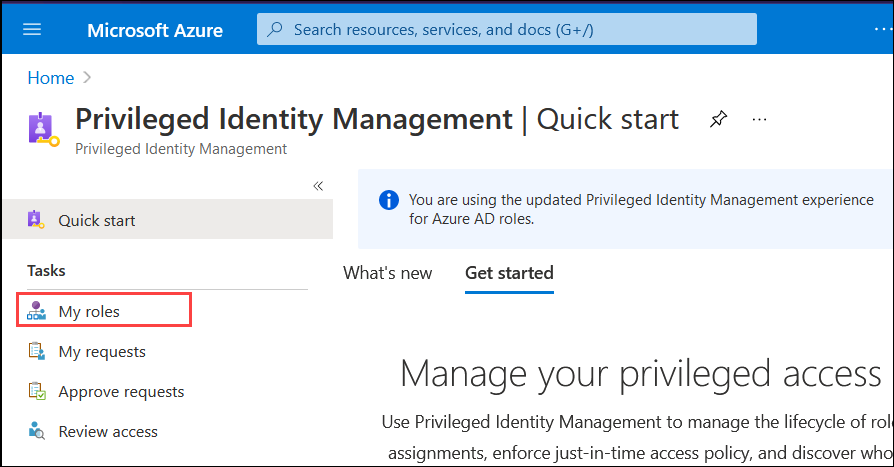 Microsoft Azure
Search resources, services, and docs (G+/)
Home
Privileged Identity Management | Quick start
Privileged Identity Management
Quick start
Tasks
My roles
My requests
Approve requests
Review access
You are using the updated Privileged Identity Management experience
for Azure AD roles.
What's new
Get started
Manage your privileged access
Use Privileged Identity Management to manage the lifecycle of role
assignments, enforce just-in-time access policy, and discover who